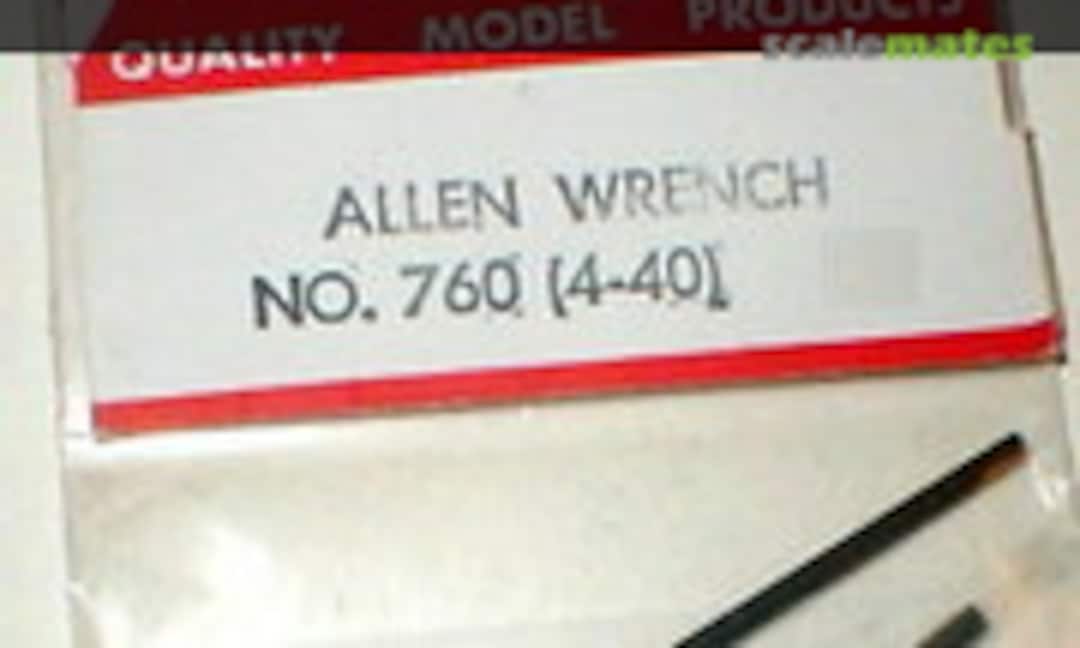 QUALITY MODEL PRODUCTS
scalemates
ALLEN WRENCH
NO. 760 (4-40)